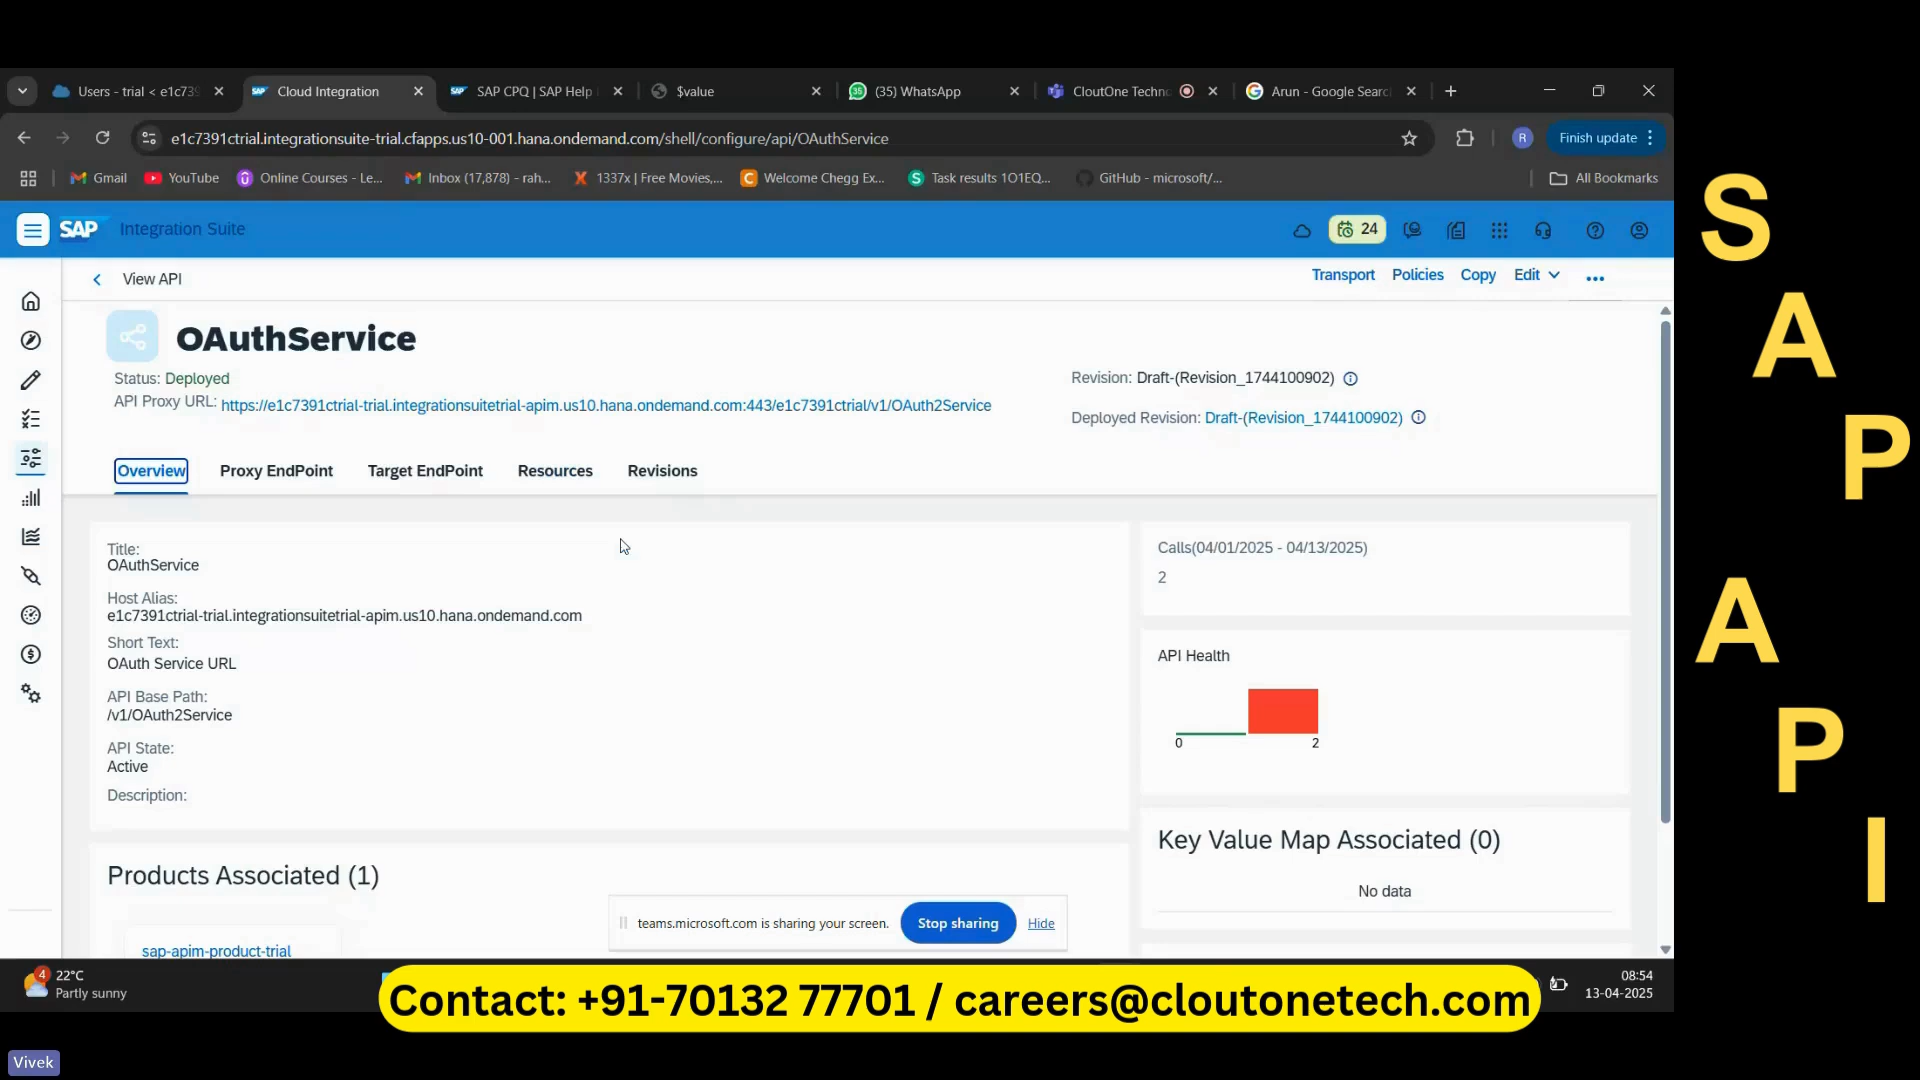 Users - trial < e1c739
Cloud Integration
SAP CPQ | SAP Help
$value
(35) WhatsApp
CloutOne Techno
Arun - Google Searc
e1c7391ctrial.integrationsuite-trial.cfapps.us10-001.hana.ondemand.com/shell/configure/api/OAuthService
R
Finish update
Gmail
YouTube
Online Courses - Le...
Inbox (17,878) - rah...
1337x | Free Movies,...
Welcome Chegg Ex...
Task results 1O1EQ...
GitHub - microsoft/...
All Bookmarks
SAP
Integration Suite
24
View API
Transport
Policies
Copy
Edit
OAuthService
Status: Deployed
API Proxy URL: https://e1c7391ctrial-trial.integrationsuitetrial-apim.us10.hana.ondemand.com:443/e1c7391ctrial/v1/OAuth2Service
Revision: Draft-(Revision_1744100902)
Deployed Revision: Draft-(Revision_1744100902)
Overview
Proxy EndPoint
Target EndPoint
Resources
Revisions
Title:
OAuthService
Host Alias:
e1c7391ctrial-trial.integrationsuitetrial-apim.us10.hana.ondemand.com
Short Text:
OAuth Service URL
API Base Path:
/v1/OAuth2Service
API State:
Active
Description:
Calls(04/01/2025 - 04/13/2025)
2
API Health
0
2
Key Value Map Associated (0)
No data
Products Associated (1)
sap-apim-product-trial
teams.microsoft.com is sharing your screen.
Stop sharing
Hide
4
22°C
Partly sunny
08:54
13-04-2025
Contact: +91-70132 77701 / careers@cloutonetech.com
Vivek
S
A
P
A
P
I